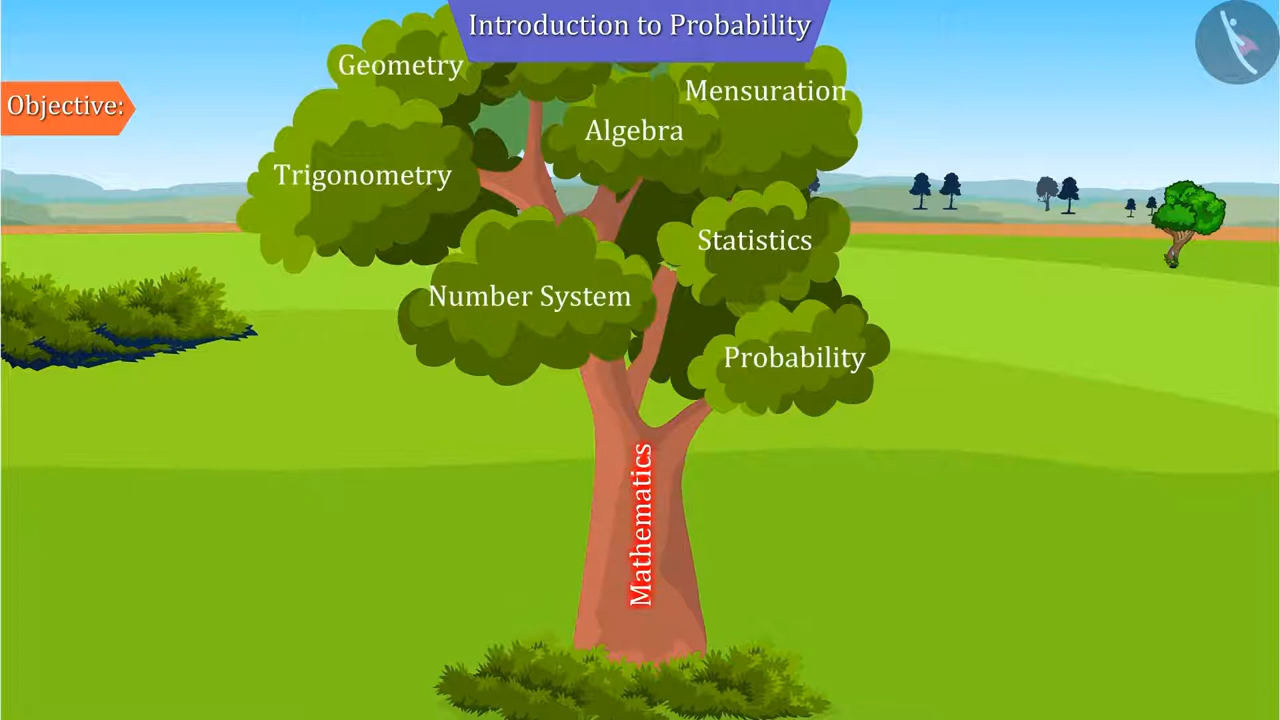 Introduction to Probability
Objective:
Geometry
Mensuration
Algebra
Trigonometry
Statistics
Number System
Probability
Mathematics